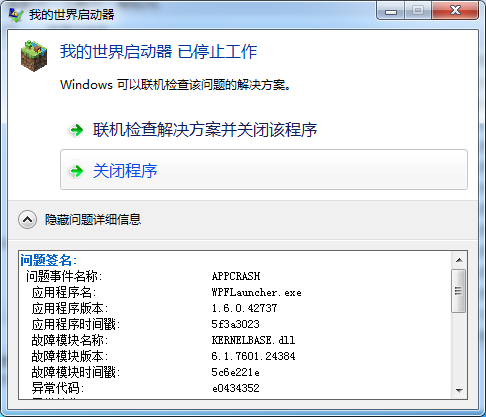 我的世界启动器
我的世界启动器 已停止工作
Windows 可以联机检查该问题的解决方案。
联机检查解决方案并关闭该程序
关闭程序
隐藏问题详细信息
问题签名:
问题事件名称: APPCRASH
应用程序名: WPFLauncher.exe
应用程序版本: 1.6.0.42737
应用程序时间戳: 5f3a3023
故障模块名称: KERNELBASE.dll
故障模块版本: 6.1.7601.24384
故障模块时间戳: 5c6e221e
异常代码: e0434352